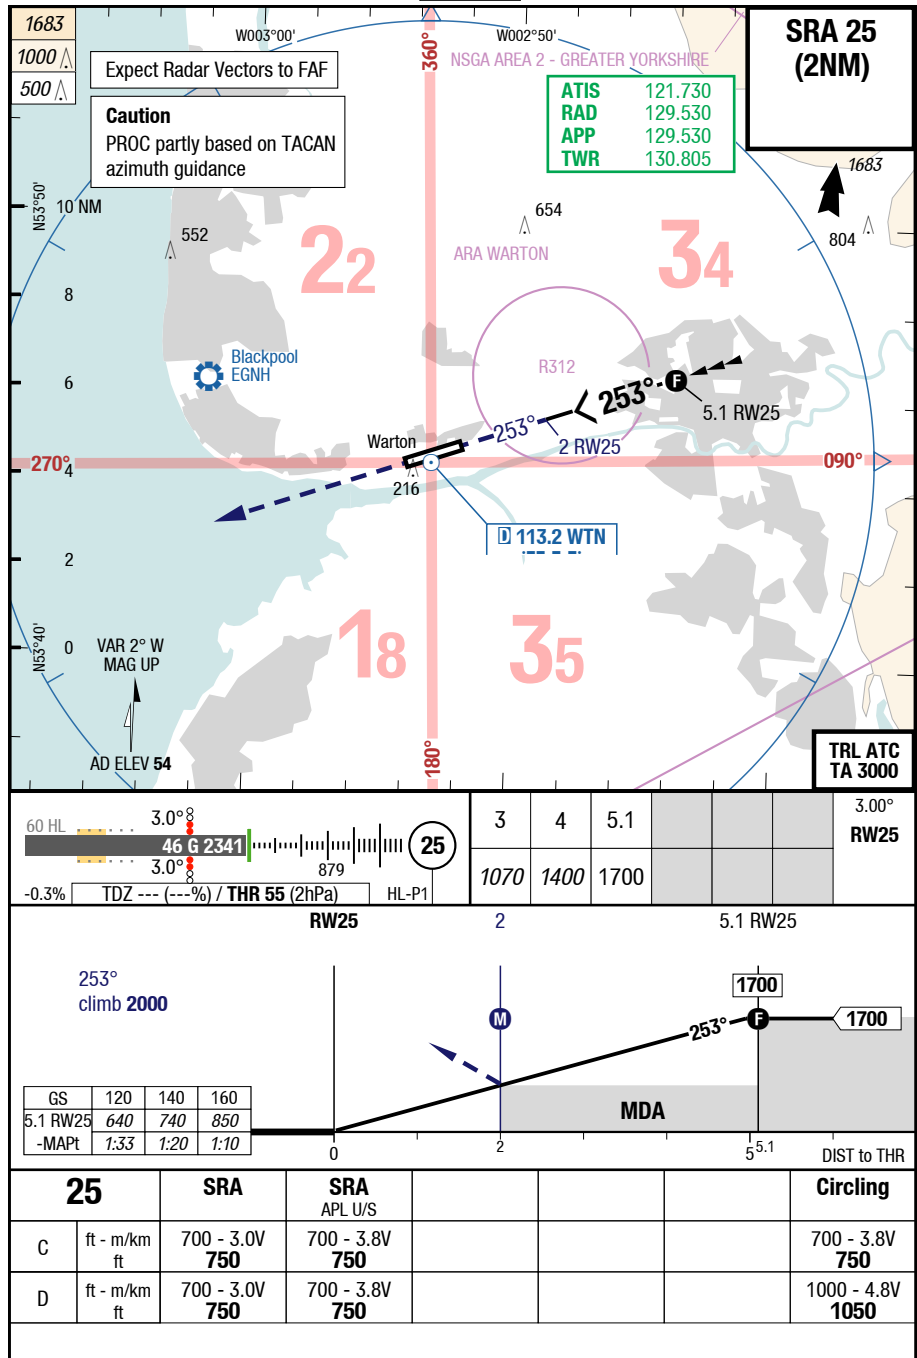 1683
1000
500
W003°00'
360°
W002°50'
NSGA AREA 2 - GREATER YORKSHIRE
SRA 25
(2NM)
Expect Radar Vectors to FAF
Caution
PROC partly based on TACAN
azimuth guidance
ATIS 121.730
RAD 129.530
APP 129.530
TWR 130.805
1683
N53°50'
10 NM
552
654
804
22
34
ARA WARTON
8
Blackpool
EGNH
R312
6
253°
F
5.1 RW25
253°
2 RW25
Warton
270°
4
216
090°
D 113.2 WTN
2
N53°40'
0
18
35
VAR 2° W
MAG UP
AD ELEV 54
180°
TRL ATC
TA 3000
60 HL
3.0°
46 G 2341
3.0°
879
25
-0.3%
TDZ --- (---%) / THR 55 (2hPa)
HL-P1
3 4 5.1 3.00°
RW25
1070 1400 1700
RW25 2 5.1 RW25
253°
climb 2000
1700
M
253°
F
1700
MDA
GS 120 140 160
5.1 RW25 640 740 850
-MAPt 1:33 1:20 1:10
0 2 5 5.1 DIST to THR
25 SRA SRA Circling
APL U/S
C ft - m/km 700 - 3.0V 700 - 3.8V 700 - 3.8V
ft 750 750 750
D ft - m/km 700 - 3.0V 700 - 3.8V 1000 - 4.8V
ft 750 750 1050